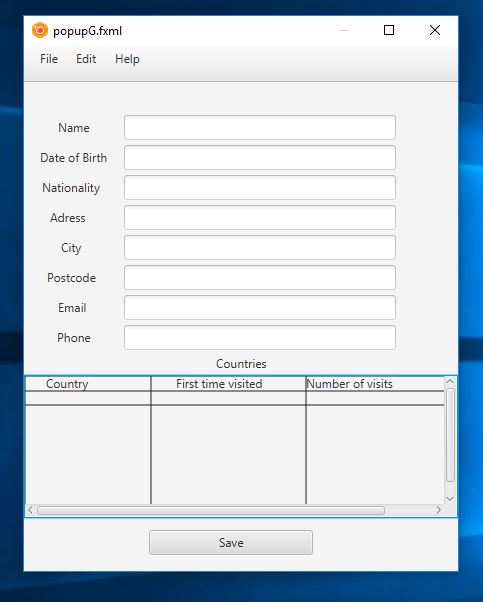 popupG.fxml
File Edit Help
Name
Date of Birth
Nationality
Adress
City
Postcode
Email
Phone
Countries
Country First time visited Number of visits
Save